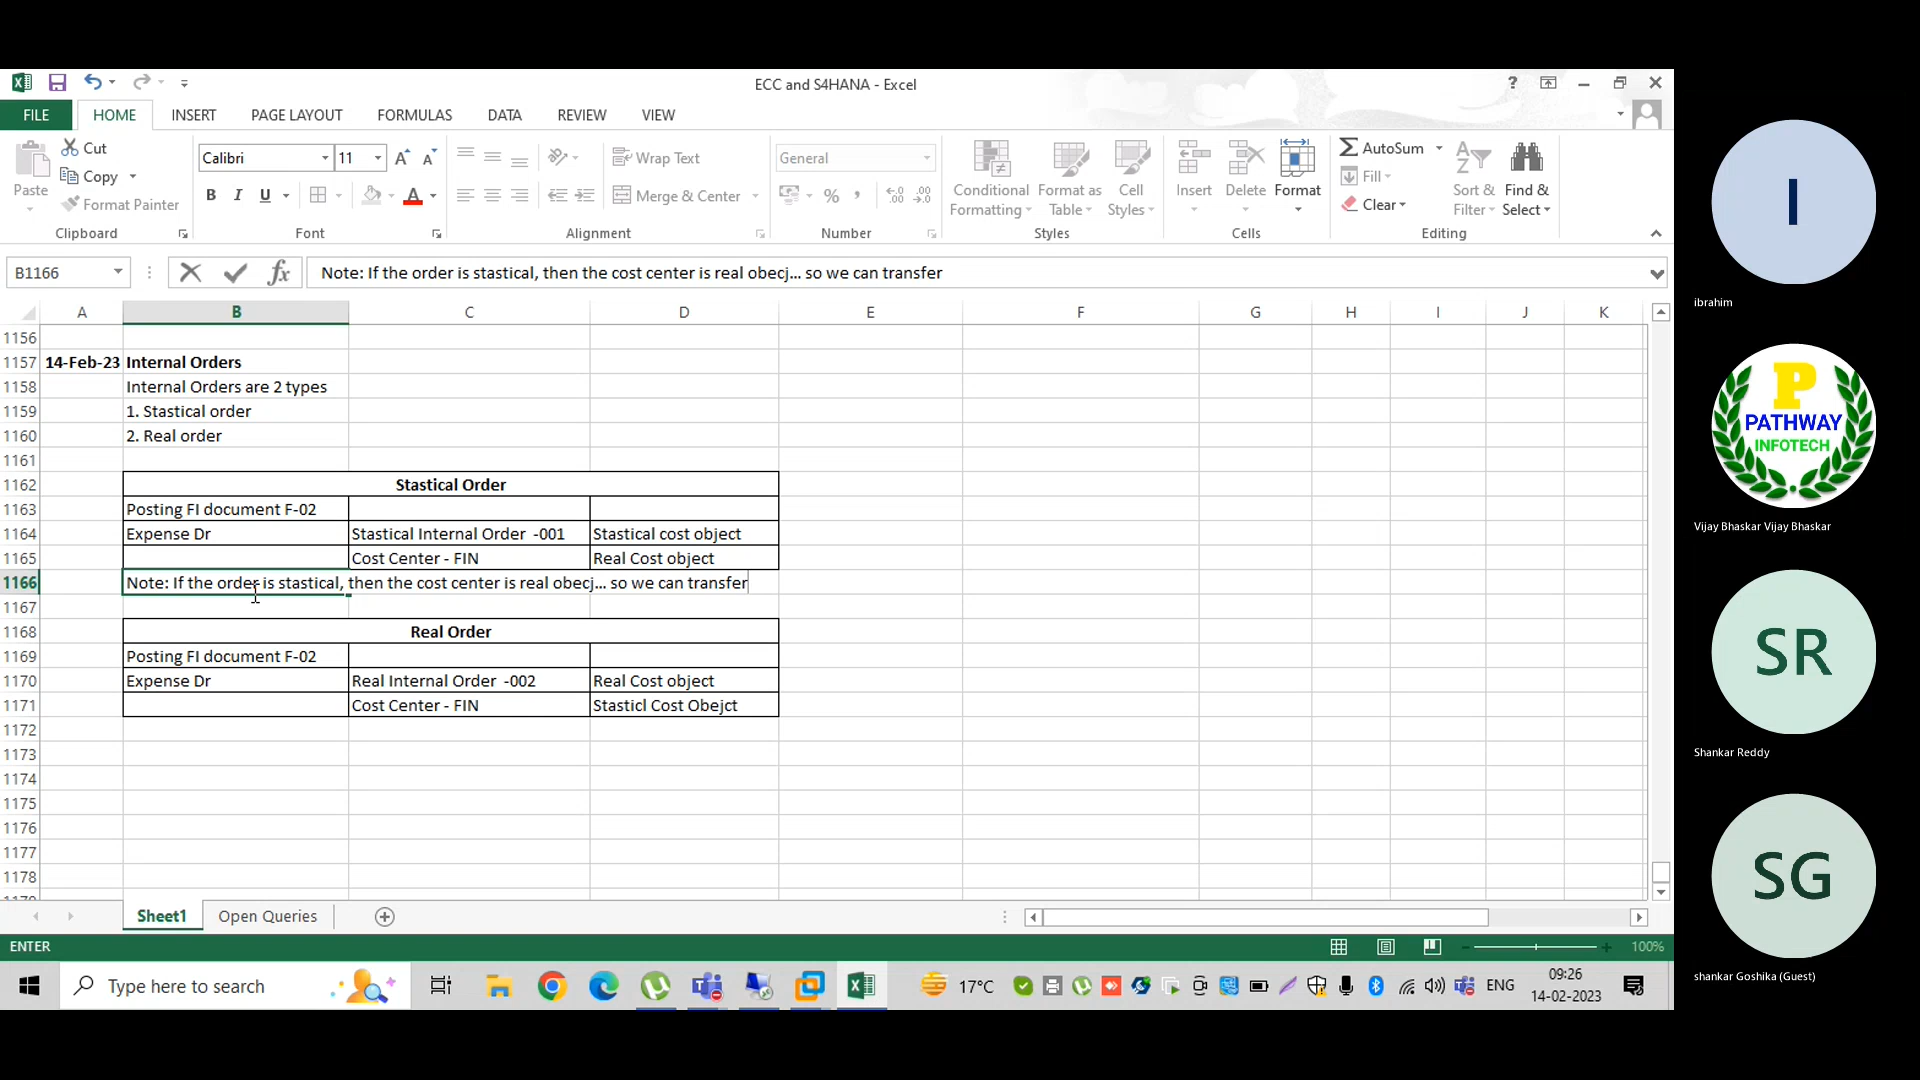 ECC and S4HANA - Excel
?
FILE HOME INSERT PAGE LAYOUT FORMULAS DATA REVIEW VIEW
Paste
Cut
Copy
Format Painter
Clipboard
Calibri 11
B I U
Font
Wrap Text
Merge & Center
Alignment
General
Number
Conditional Formatting
Format as Table
Cell Styles
Styles
Insert Delete Format
Cells
AutoSum
Fill
Clear
Sort & Filter
Find & Select
Editing
B1166 fx Note: If the order is stastical, then the cost center is real obecj... so we can transfer
A B C D E F G H I J K
1156
1157 14-Feb-23 Internal Orders
1158 Internal Orders are 2 types
1159 1. Stastical order
1160 2. Real order
1161
1162 Stastical Order
1163 Posting FI document F-02
1164 Expense Dr Stastical Internal Order -001 Stastical cost object
1165 Cost Center - FIN Real Cost object
1166 Note: If the order is stastical, then the cost center is real obecj... so we can transfer
1167
1168 Real Order
1169 Posting FI document F-02
1170 Expense Dr Real Internal Order -002 Real Cost object
1171 Cost Center - FIN Stasticl Cost Obejct
1172
1173
1174
1175
1176
1177
1178
Sheet1 Open Queries
ENTER 100%
Type here to search
17°C
ENG
09:26
14-02-2023
I
ibrahim
P
PATHWAY
INFOTECH
Vijay Bhaskar Vijay Bhaskar
SR
Shankar Reddy
SG
shankar Goshika (Guest)